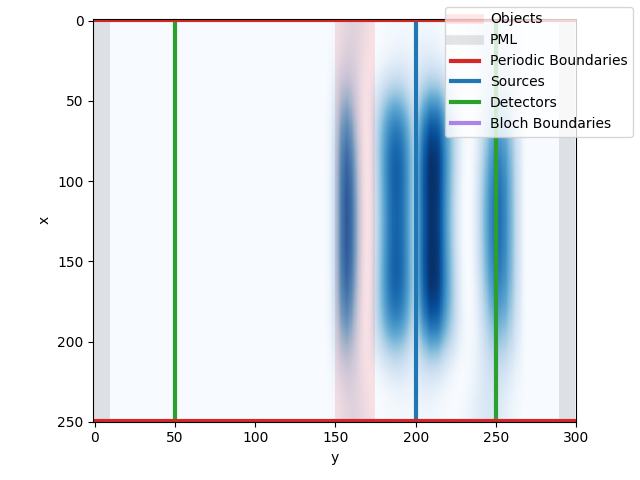 Objects
PML
Periodic Boundaries
Sources
Detectors
Bloch Boundaries
0
50
100
150
200
250
x
0
50
100
150
200
250
300
y